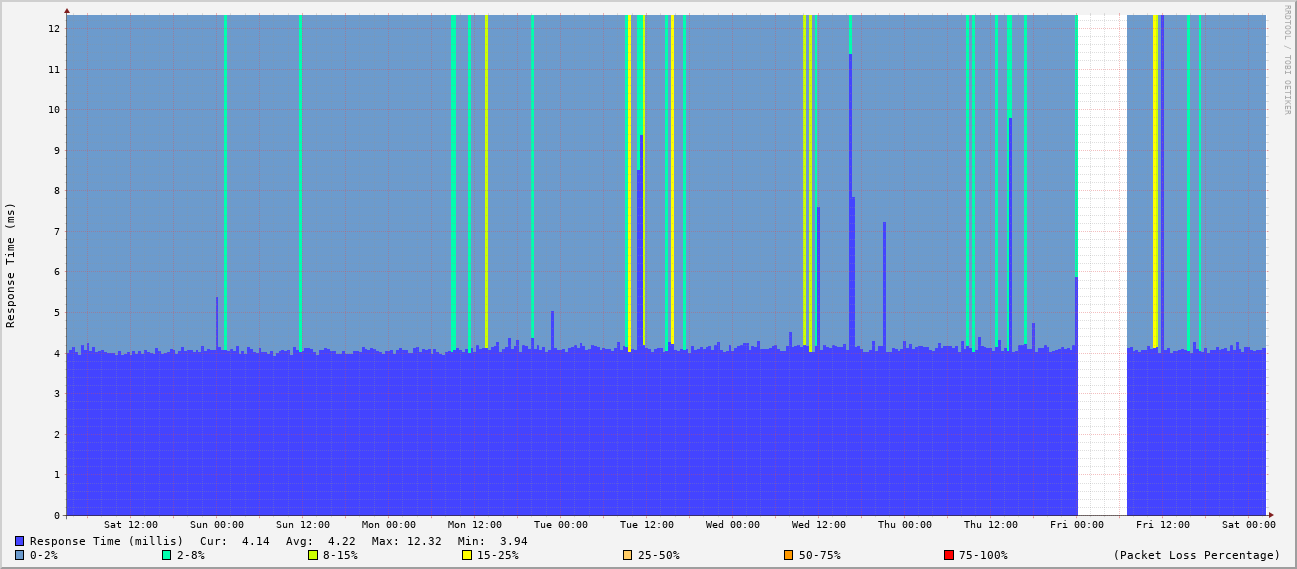 RRDTOOL / TOBI OETIKER
Response Time (ms)
12
11
10
9
8
7
6
5
4
3
2
1
0
Sat 12:00 Sun 00:00 Sun 12:00 Mon 00:00 Mon 12:00 Tue 00:00 Tue 12:00 Wed 00:00 Wed 12:00 Thu 00:00 Thu 12:00 Fri 00:00 Fri 12:00 Sat 00:00
Response Time (millis) Cur: 4.14 Avg: 4.22 Max: 12.32 Min: 3.94
0-2% 2-8% 8-15% 15-25% 25-50% 50-75% 75-100% (Packet Loss Percentage)